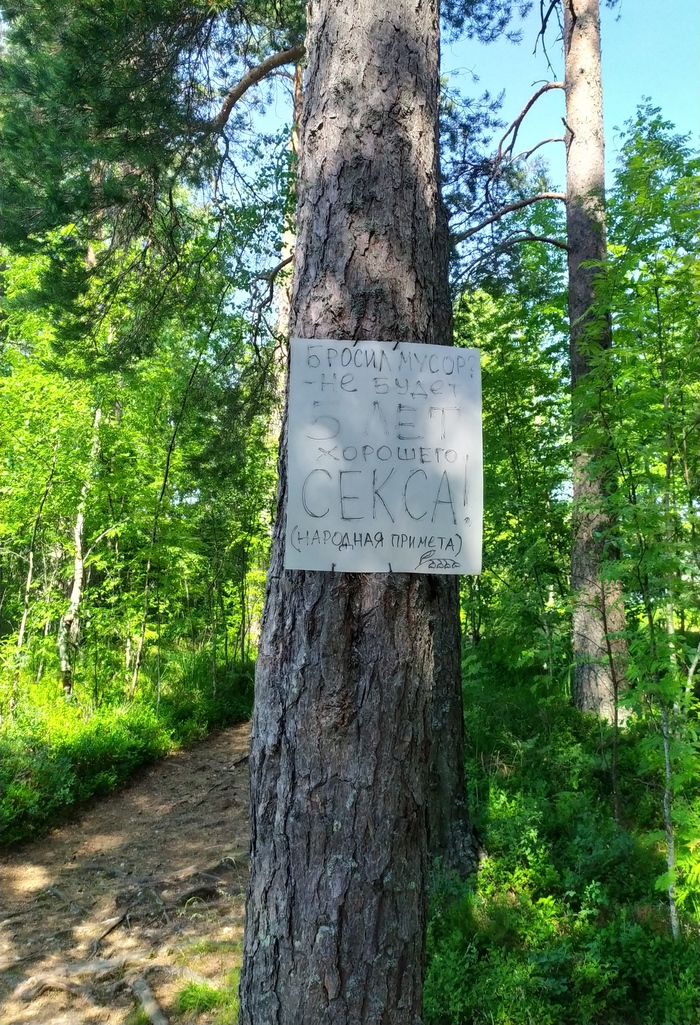 БРОСИЛ МУСОР?
-НЕ БУДЕТ
5 ЛЕТ
ХОРОШЕГО
СЕКСА!
(НАРОДНАЯ ПРИМЕТА)